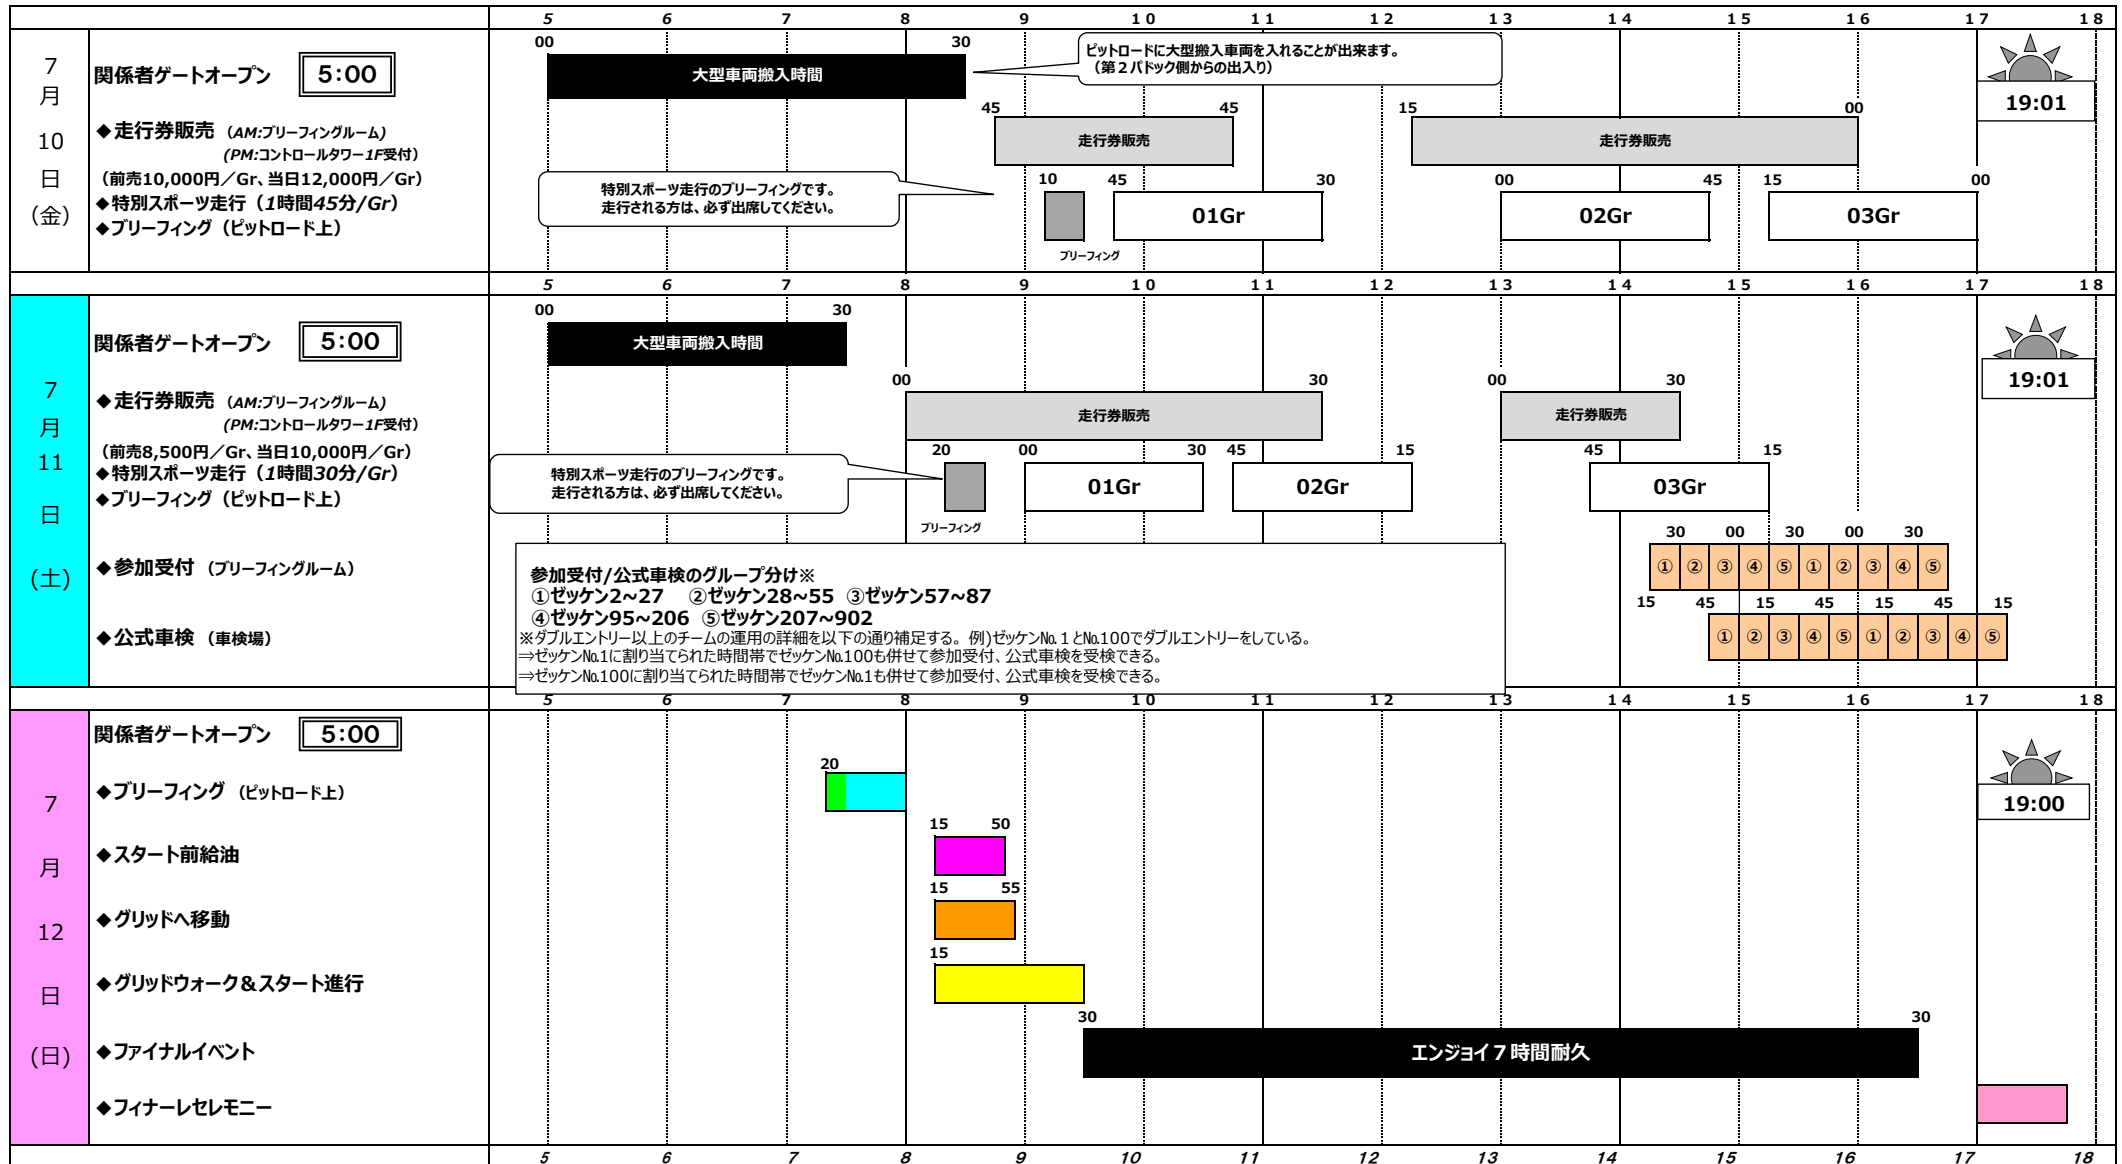 5 6 7 8 9 10 11 12 13 14 15 16 17 18
7
月
10
日
(金)
関係者ゲートオープン 5:00
00 30
大型車両搬入時間
ピットロードに大型搬入車両を入れることが出来ます。
（第２パドック側からの出入り）
19:01
◆走行券販売 （AM:ブリーフィングルーム）
(PM:コントロールタワー1F受付）
45 45 15 00
走行券販売 走行券販売
（前売10,000円／Gr、当日12,000円／Gr）
◆特別スポーツ走行（1時間45分/Gr）
◆ブリーフィング（ピットロード上）
特別スポーツ走行のブリーフィングです。
走行される方は、必ず出席してください。
10 45 30 00 45 15 00
01Gr 02Gr 03Gr
ブリーフィング
5 6 7 8 9 10 11 12 13 14 15 16 17 18
7
月
11
日
(土)
関係者ゲートオープン 5:00
00 30
大型車両搬入時間
19:01
◆走行券販売 （AM:ブリーフィングルーム）
(PM:コントロールタワー1F受付）
00 30 00 30
走行券販売 走行券販売
（前売8,500円／Gr、当日10,000円／Gr）
◆特別スポーツ走行（1時間30分/Gr）
◆ブリーフィング（ピットロード上）
特別スポーツ走行のブリーフィングです。
走行される方は、必ず出席してください。
20 00 30 45 15 45 15
01Gr 02Gr 03Gr
ブリーフィング
◆参加受付 （ブリーフィングルーム）
30 00 30 00 30
① ② ③ ④ ⑤ ① ② ③ ④ ⑤
◆公式車検 （車検場）
15 45 15 45 15 45 15
① ② ③ ④ ⑤ ① ② ③ ④ ⑤
参加受付/公式車検のグループ分け※
①ゼッケン2~27 ②ゼッケン28~55 ③ゼッケン57~87
④ゼッケン95~206 ⑤ゼッケン207~902
※ダブルエントリー以上のチームの運用の詳細を以下の通り補足する。例)ゼッケン№１と№100でダブルエントリーをしている。
⇒ゼッケン№1に割り当てられた時間帯でゼッケン№100も併せて参加受付、公式車検を受検できる。
⇒ゼッケン№100に割り当てられた時間帯でゼッケン№1も併せて参加受付、公式車検を受検できる。
5 6 7 8 9 10 11 12 13 14 15 16 17 18
7
月
12
日
(日)
関係者ゲートオープン 5:00
19:00
◆ブリーフィング （ピットロード上）
20
◆スタート前給油
15 50
◆グリッドへ移動
15 55
◆グリッドウォーク＆スタート進行
15
◆ファイナルイベント
30 30
エンジョイ７時間耐久
◆フィナーレセレモニー
5 6 7 8 9 10 11 12 13 14 15 16 17 18